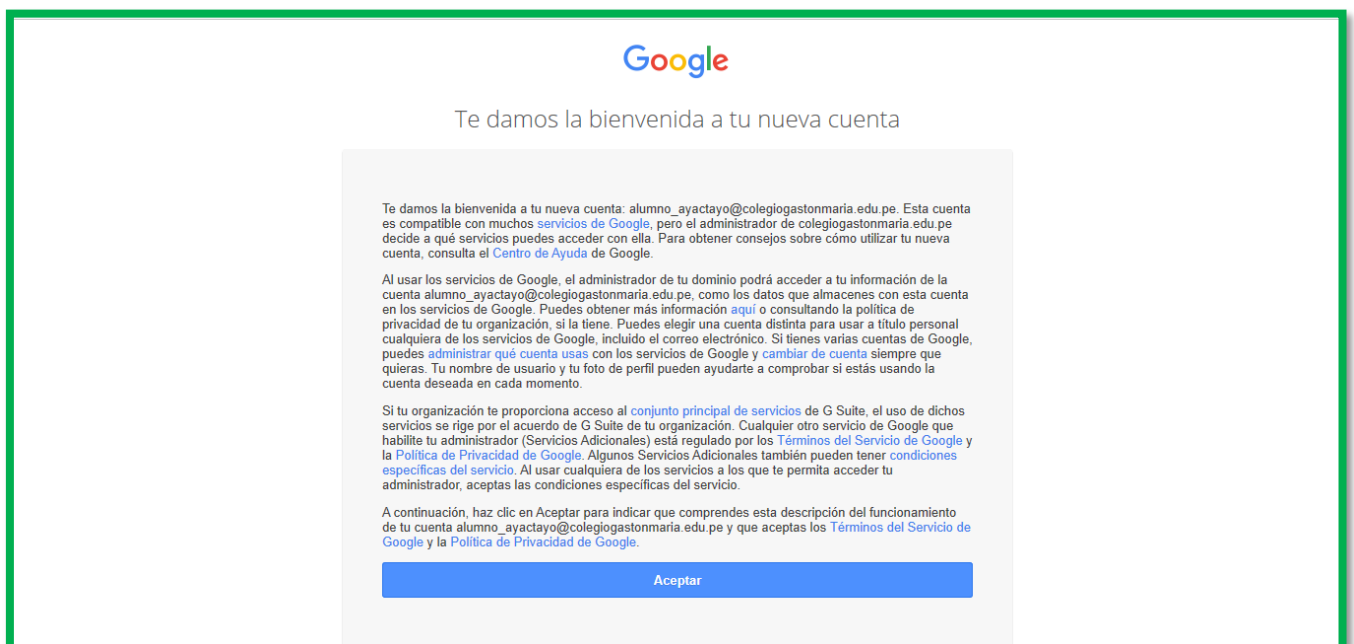 Google
Te damos la bienvenida a tu nueva cuenta
Te damos la bienvenida a tu nueva cuenta: alumno_ayactayo@colegiogastonmaria.edu.pe. Esta cuenta
es compatible con muchos servicios de Google, pero el administrador de colegiogastonmaria.edu.pe
decide a qué servicios puedes acceder con ella. Para obtener consejos sobre cómo utilizar tu nueva
cuenta, consulta el Centro de Ayuda de Google.
Al usar los servicios de Google, el administrador de tu dominio podrá acceder a tu información de la
cuenta alumno_ayactayo@colegiogastonmaria.edu.pe, como los datos que almacenes con esta cuenta
en los servicios de Google. Puedes obtener más información aquí o consultando la política de
privacidad de tu organización, si la tiene. Puedes elegir una cuenta distinta para usar a título personal
cualquiera de los servicios de Google, incluido el correo electrónico. Si tienes varias cuentas de Google,
puedes administrar qué cuenta usas con los servicios de Google y cambiar de cuenta siempre que
quieras. Tu nombre de usuario y tu foto de perfil pueden ayudarte a comprobar si estás usando la
cuenta deseada en cada momento.
Si tu organización te proporciona acceso al conjunto principal de servicios de G Suite, el uso de dichos
servicios se rige por el acuerdo de G Suite de tu organización. Cualquier otro servicio de Google que
habilite tu administrador (Servicios Adicionales) está regulado por los Términos del Servicio de Google y
la Política de Privacidad de Google. Algunos Servicios Adicionales también pueden tener condiciones
específicas del servicio. Al usar cualquiera de los servicios a los que te permita acceder tu
administrador, aceptas las condiciones específicas del servicio.
A continuación, haz clic en Aceptar para indicar que comprendes esta descripción del funcionamiento
de tu cuenta alumno_ayactayo@colegiogastonmaria.edu.pe y que aceptas los Términos del Servicio de
Google y la Política de Privacidad de Google.
Aceptar